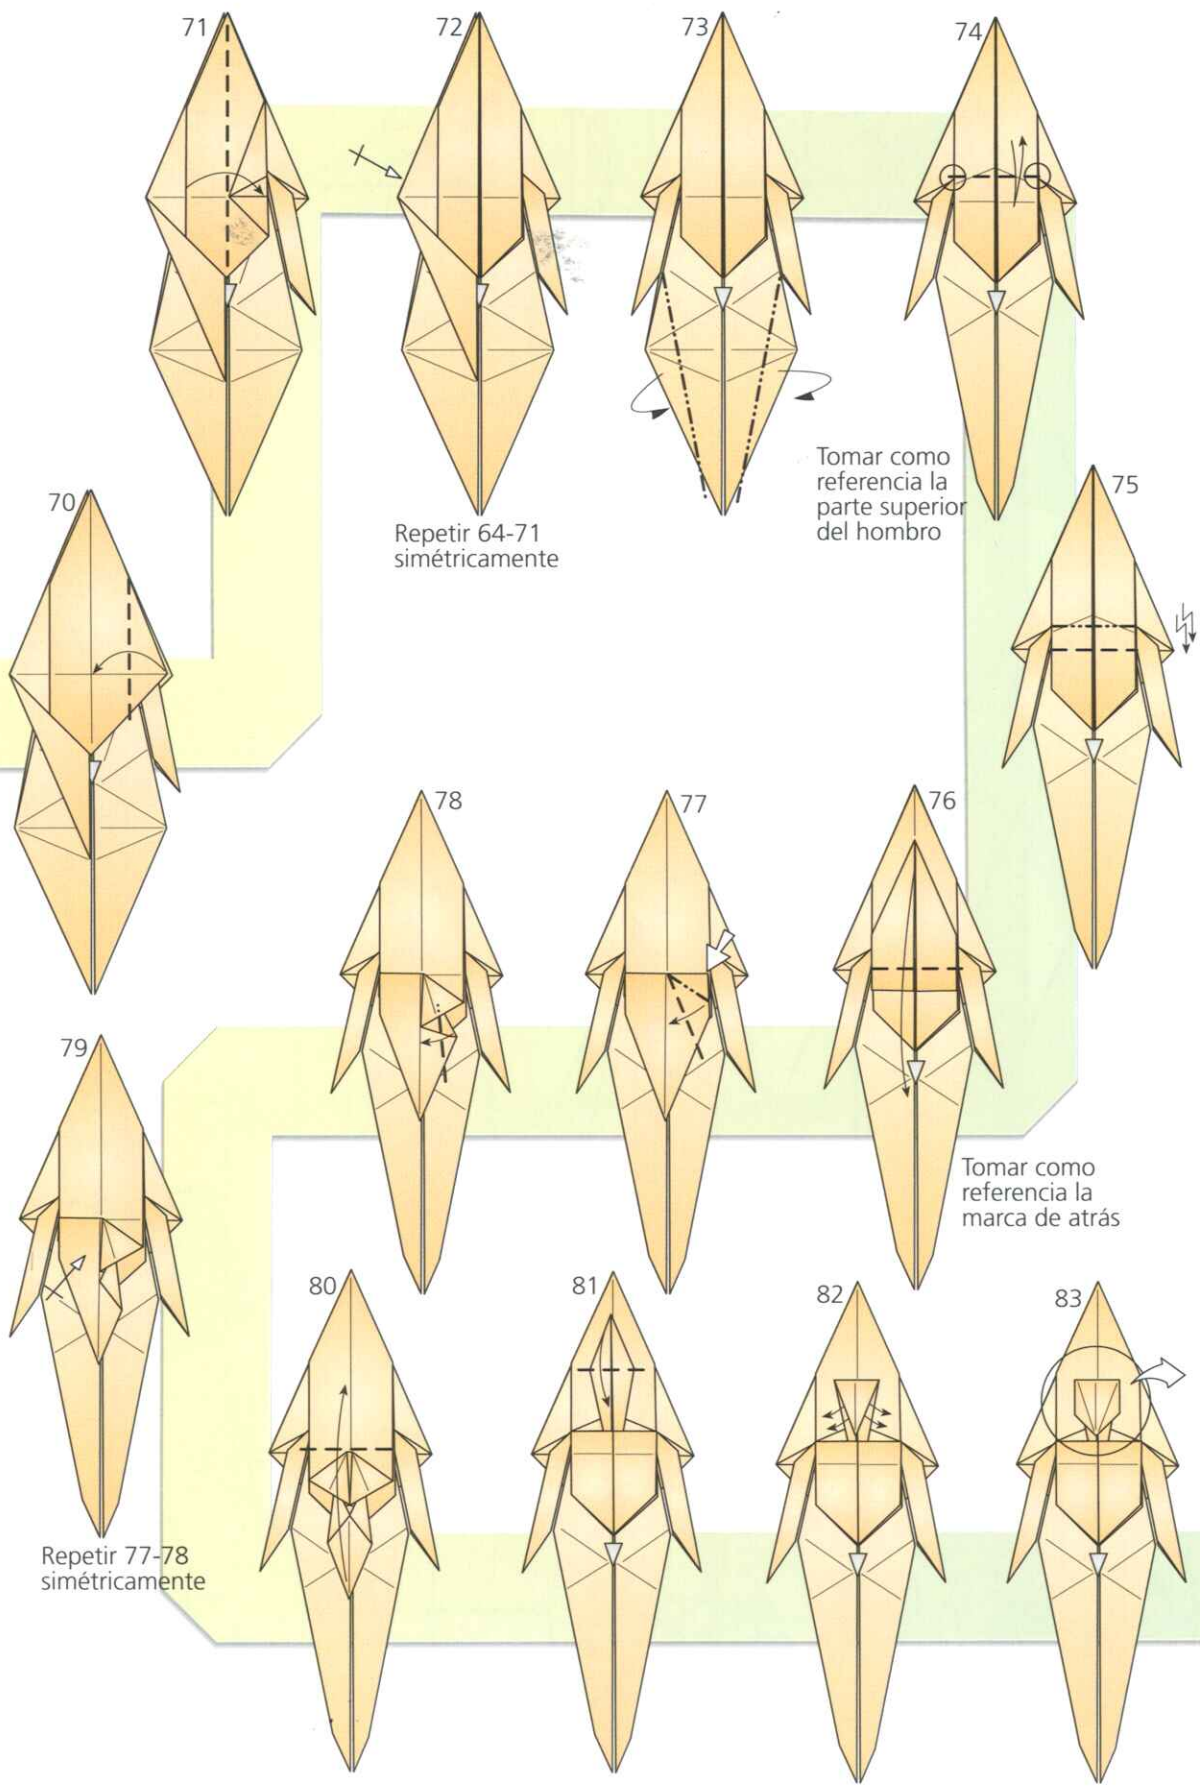 70
71
72
Repetir 64-71
simétricamente
73
74
Tomar como
referencia la
parte superior
del hombro
75
76
Tomar como
referencia la
marca de atrás
77
78
79
Repetir 77-78
simétricamente
80
81
82
83